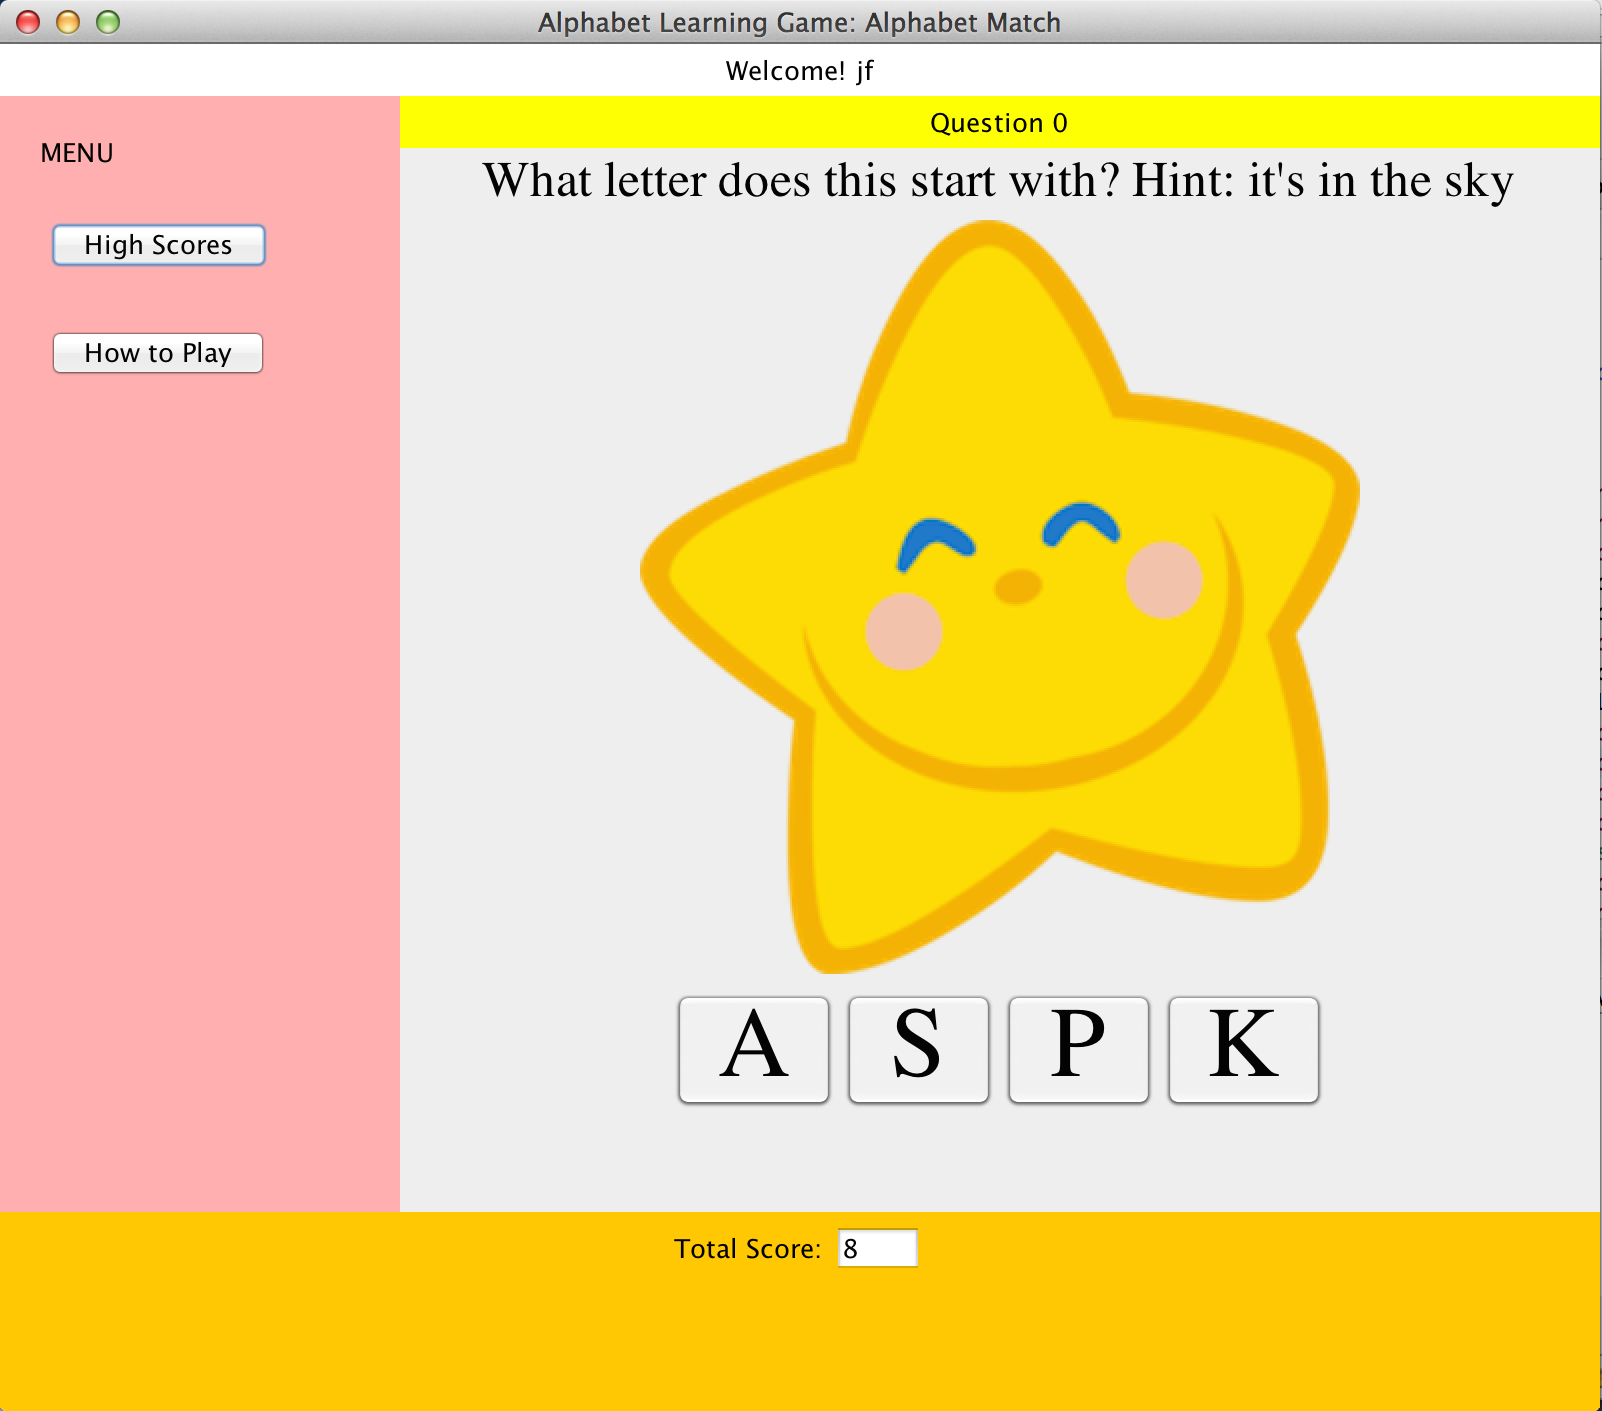 Alphabet Learning Game: Alphabet Match
Welcome! jf
MENU
High Scores
How to Play
Question 0
What letter does this start with? Hint: it's in the sky
A S P K
Total Score: 8